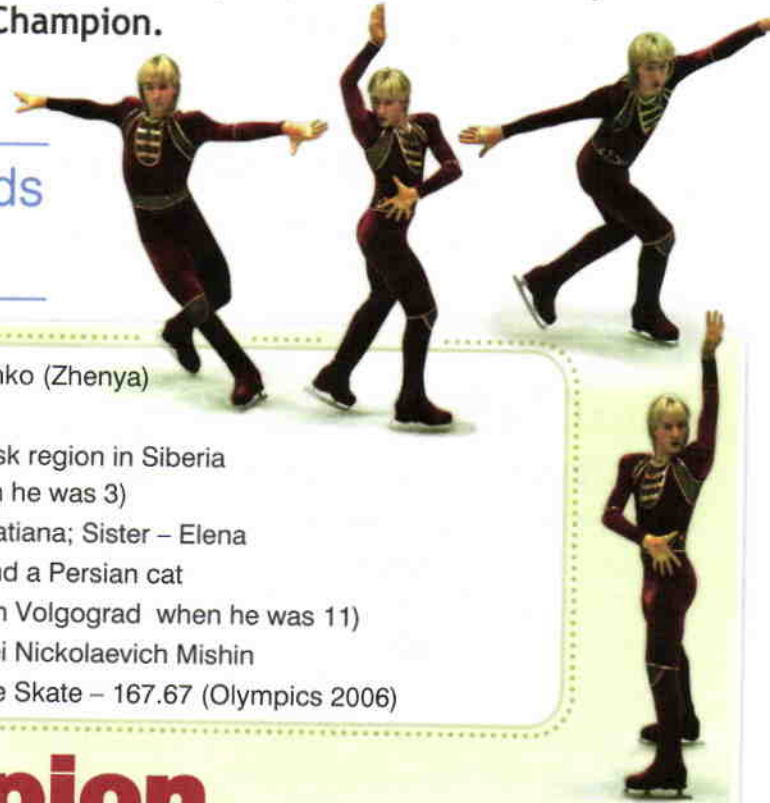 Champion.
ds
nko (Zhenya)
sk region in Siberia
n he was 3)
atiana; Sister – Elena
nd a Persian cat
n Volgograd when he was 11)
ei Nickolaevich Mishin
e Skate – 167.67 (Olympics 2006)
pion